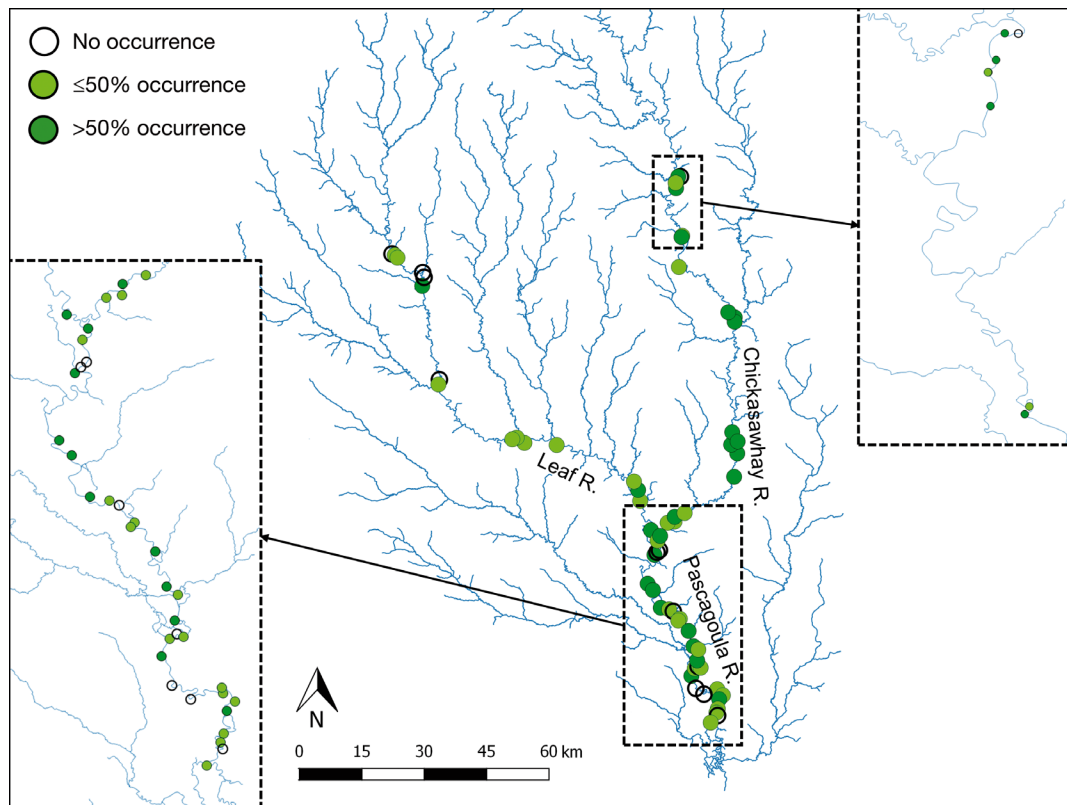 No occurrence
≤50% occurrence
>50% occurrence
Chickasawhay R.
Leaf R.
Pascagoula R.
N
0 15 30 45 60 km